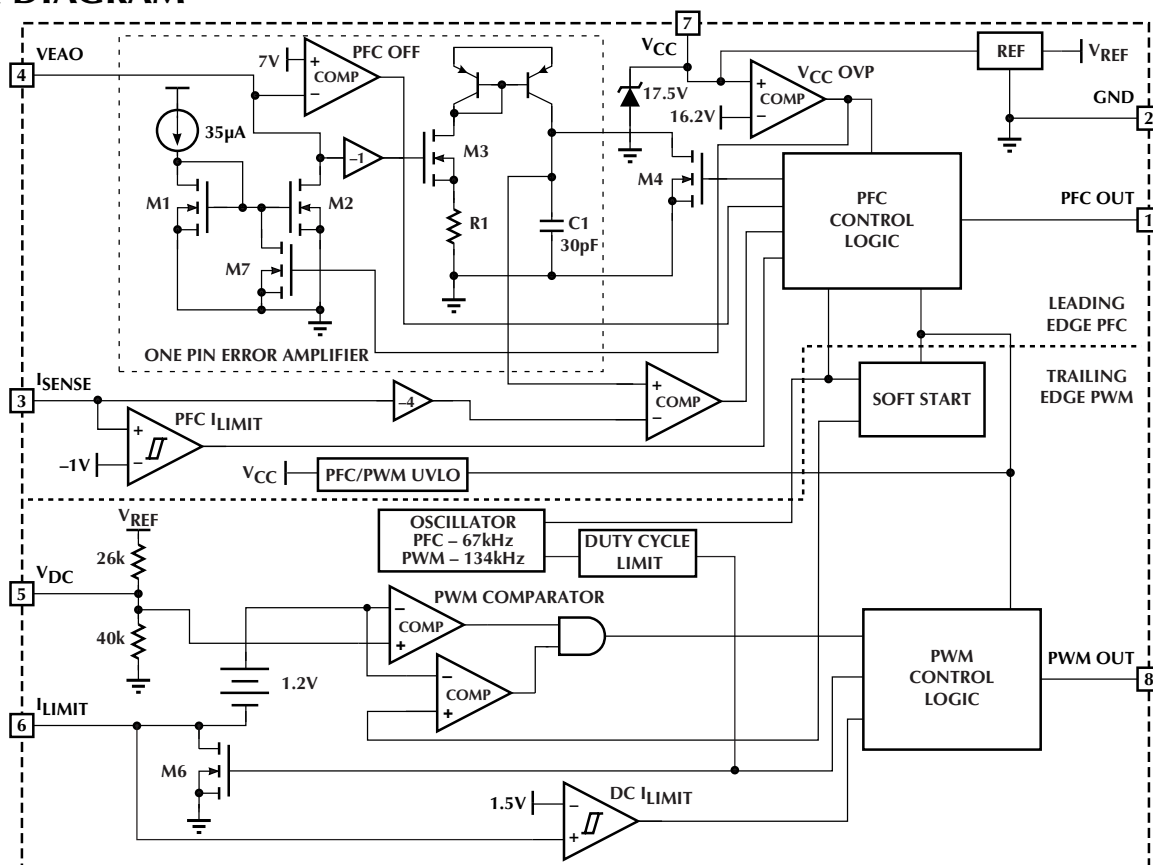 DIAGRAM
7
VEAO
4
7V
+
COMP
−
PFC OFF
VCC
17.5V
16.2V
+
COMP
−
VCC OVP
REF
VREF
GND
2
35µA
M1
M2
−1
M3
M4
M7
R1
C1
30pF
PFC
CONTROL
LOGIC
PFC OUT
1
ONE PIN ERROR AMPLIFIER
LEADING
EDGE PFC
TRAILING
EDGE PWM
ISENSE
3
−4
+
COMP
−
SOFT START
PFC ILIMIT
+
−
−1V
VCC
PFC/PWM UVLO
VREF
26k
VDC
5
40k
OSCILLATOR
PFC – 67kHz
PWM – 134kHz
DUTY CYCLE
LIMIT
PWM COMPARATOR
−
COMP
+
−
COMP
+
1.2V
PWM
CONTROL
LOGIC
PWM OUT
8
ILIMIT
6
M6
1.5V
−
+
DC ILIMIT